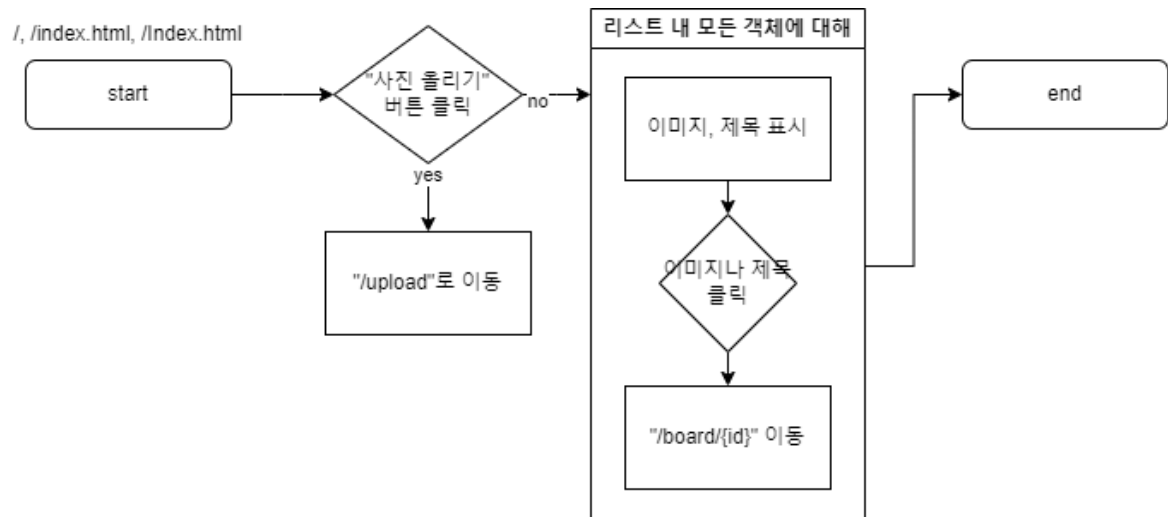 /, /index.html, /Index.html
start
"사진 올리기"
버튼 클릭
no
yes
"/upload"로 이동
리스트 내 모든 객체에 대해
이미지, 제목 표시
이미지나 제목
클릭
"/board/{id}" 이동
end